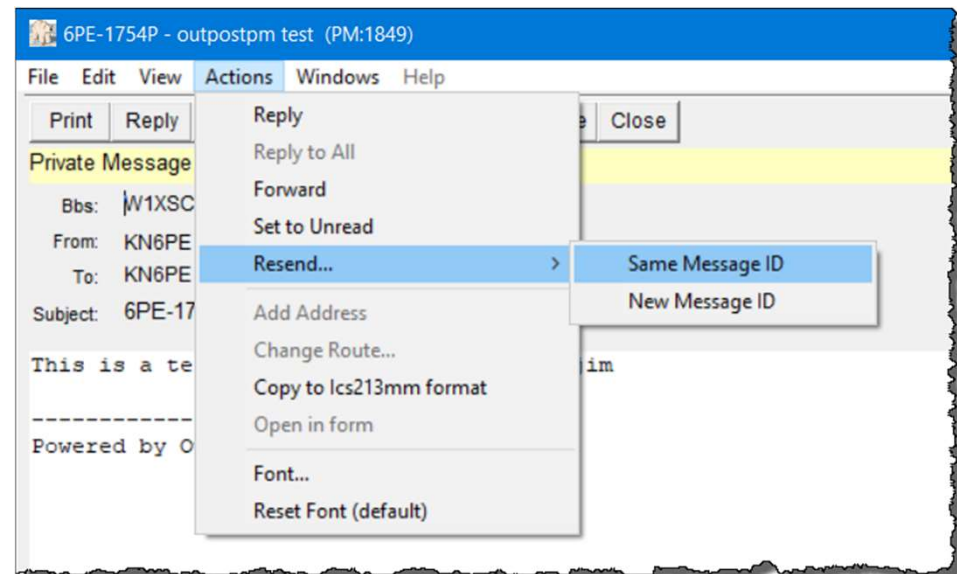 6PE-1754P - outpostpm test (PM:1849)
File Edit View Actions Windows Help
Print Reply Close
Private Message
Bbs: W1XSC
From: KN6PE
To: KN6PE
Subject: 6PE-17
This is a te jim
-------------
Powered by O
Reply
Reply to All
Forward
Set to Unread
Resend... >
Add Address
Change Route...
Copy to Ics213mm format
Open in form
Font...
Reset Font (default)
Same Message ID
New Message ID